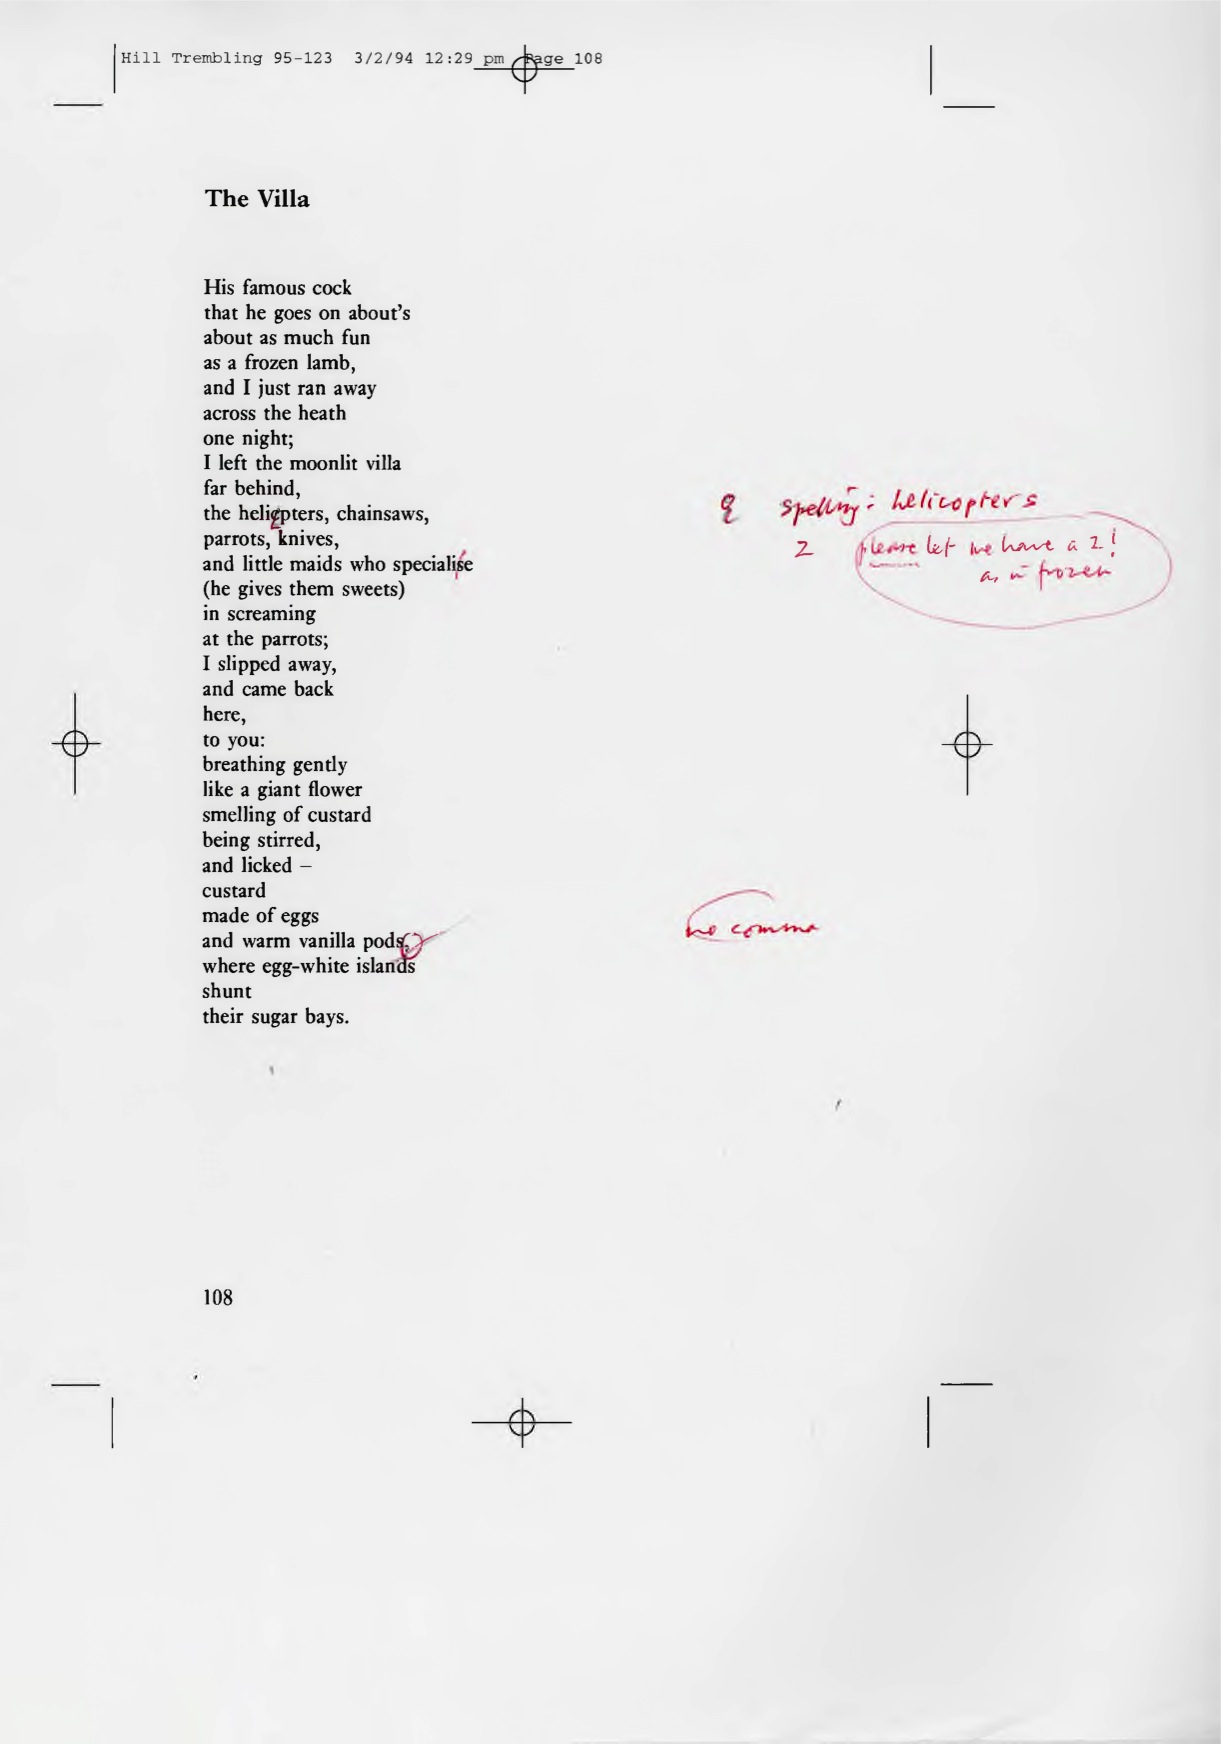 Hill Trembling 95-123 3/2/94 12:29 pm Page 108
The Villa
His famous cock
that he goes on about's
about as much fun
as a frozen lamb,
and I just ran away
across the heath
one night;
I left the moonlit villa
far behind,
the helicpters, chainsaws,
spelling: helicopters
parrots, knives,
z please let me have a z!
as in frozen
and little maids who specialise
(he gives them sweets)
in screaming
at the parrots;
I slipped away,
and came back
here,
to you:
breathing gently
like a giant flower
smelling of custard
being stirred,
and licked –
custard
made of eggs
and warm vanilla pods,
no comma
where egg-white islands
shunt
their sugar bays.
108